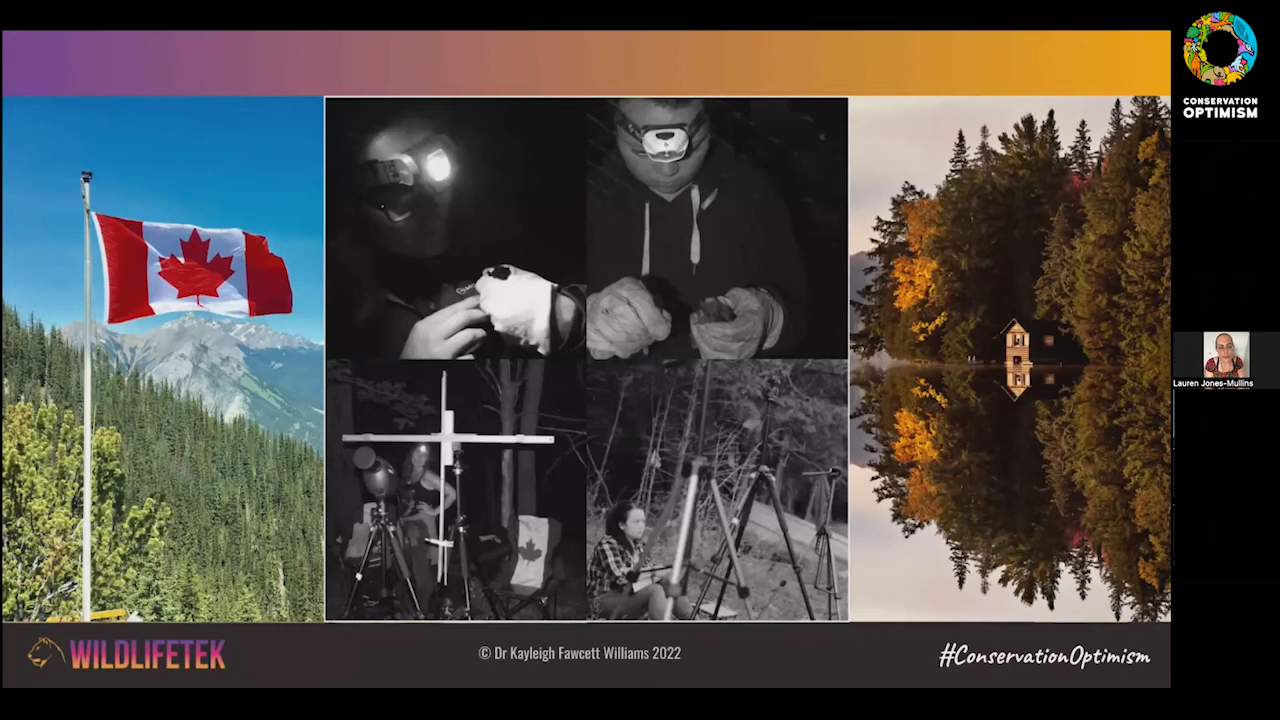 CONSERVATION
OPTIMISM
Lauren Jones-Mullins
WILDLIFETEK
© Dr Kayleigh Fawcett Williams 2022
#ConservationOptimism